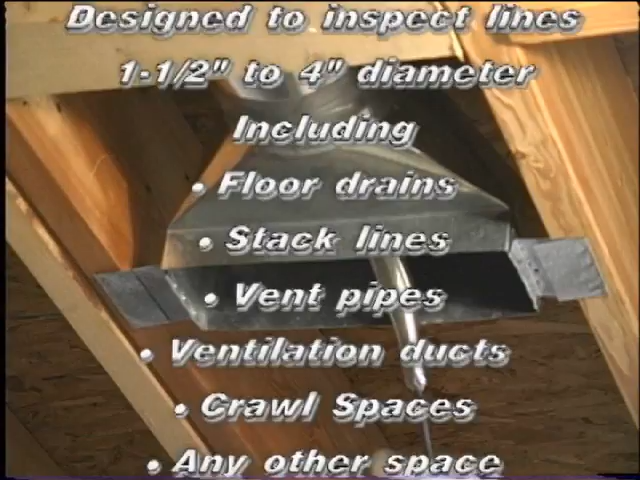 Designed to inspect lines
1-1/2" to 4" diameter
Including
• Floor drains
• Stack lines
• Vent pipes
• Ventilation ducts
• Crawl Spaces
• Any other space